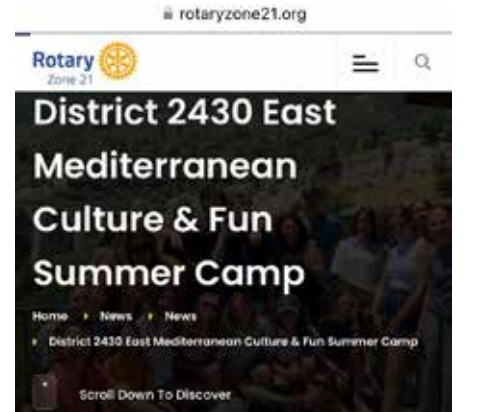 rotaryzone21.org
Rotary
Zone 21
District 2430 East
Mediterranean
Culture & Fun
Summer Camp
Home News News
District 2430 East Mediterranean Culture & Fun Summer Camp
Scroll Down To Discover